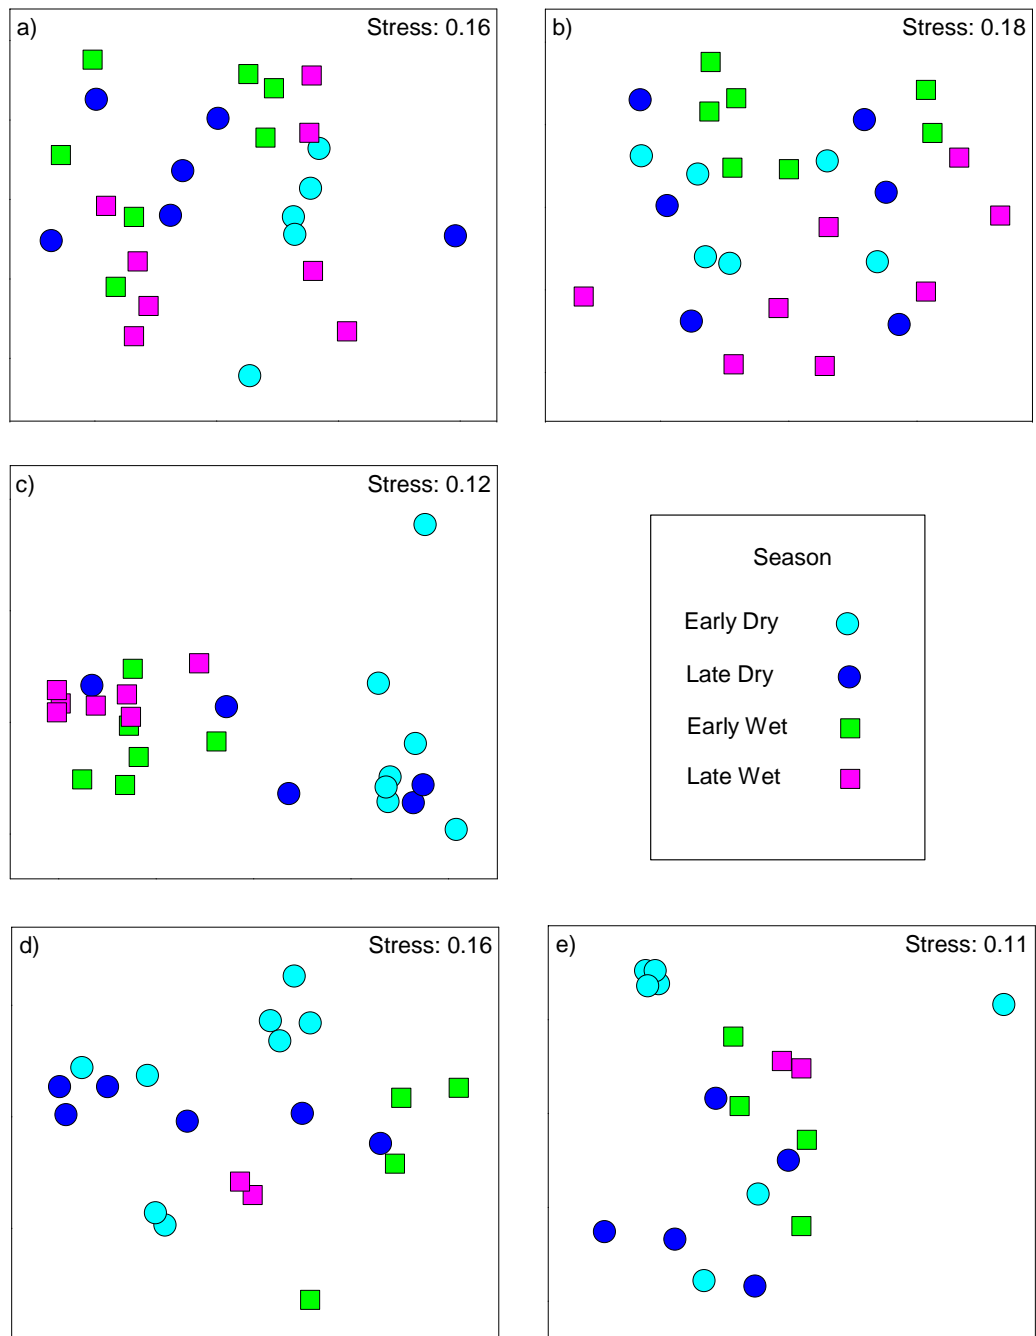 a) Stress: 0.16
b) Stress: 0.18
c) Stress: 0.12
Season
Early Dry
Late Dry
Early Wet
Late Wet
d) Stress: 0.16
e) Stress: 0.11